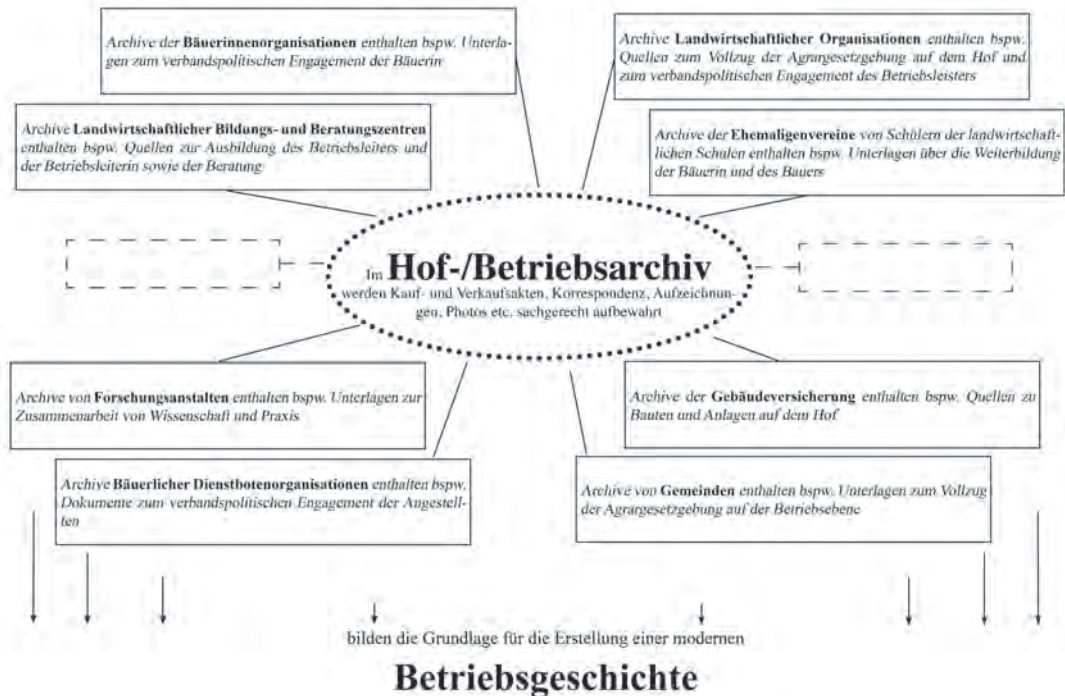 Archive der Bäuerinnenorganisationen enthalten bspw. Unterla-
gen zum verbandspolitischen Engagement der Bäuerin
Archive Landwirtschaftlicher Organisationen enthalten bspw.
Quellen zum Vollzug der Agrargesetzgebung auf dem Hof und
zum verbandspolitischen Engagement des Betriebsleisters
Archive Landwirtschaftlicher Bildungs- und Beratungszentren
enthalten bspw. Quellen zur Ausbildung des Betriebsleiters und
der Betriebsleiterin sowie der Beratung
Archive der Ehemaligenvereine von Schülern der landwirtschaft-
lichen Schulen enthalten bspw. Unterlagen über die Weiterbildung
der Bäuerin und des Bauers
Im Hof-/Betriebsarchiv
werden Kauf- und Verkaufsakten, Korrespondenz, Aufzeichnun-
gen, Photos etc. sachgerecht aufbewahrt
Archive von Forschungsanstalten enthalten bspw. Unterlagen zur
Zusammenarbeit von Wissenschaft und Praxis
Archive der Gebäudeversicherung enthalten bspw. Quellen zu
Bauten und Anlagen auf dem Hof
Archive Bäuerlicher Dienstbotenorganisationen enthalten bspw.
Dokumente zum verbandspolitischen Engagement der Angestell-
ten
Archive von Gemeinden enthalten bspw. Unterlagen zum Vollzug
der Agrargesetzgebung auf der Betriebsebene
bilden die Grundlage für die Erstellung einer modernen
Betriebsgeschichte